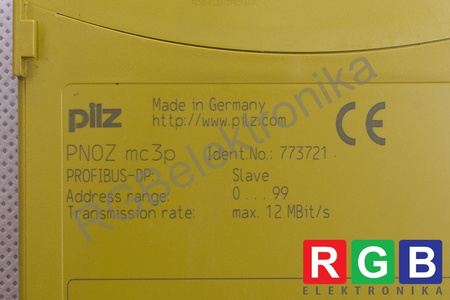 pilz
Made in Germany
http://www.pilz.com
CE
PNOZ mc3p Ident.No.: 773721
PROFIBUS-DP: Slave
Address range: 0...99
Transmission rate: max. 12 MBit/s
RGBelektronika
RGB
ELEKTRONIKA